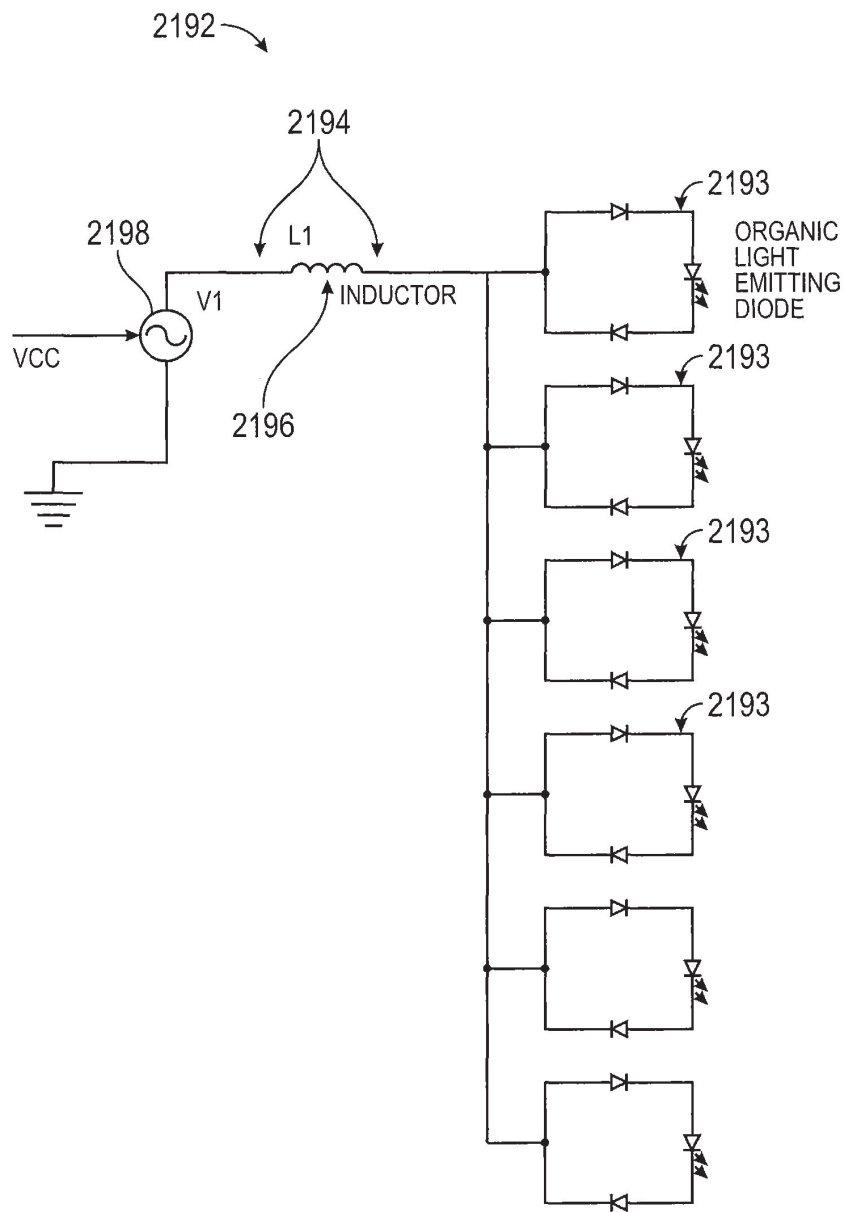 2192
2194
2193
2198
L1
ORGANIC
LIGHT
EMITTING
DIODE
V1
INDUCTOR
VCC
2196
2193
2193
2193